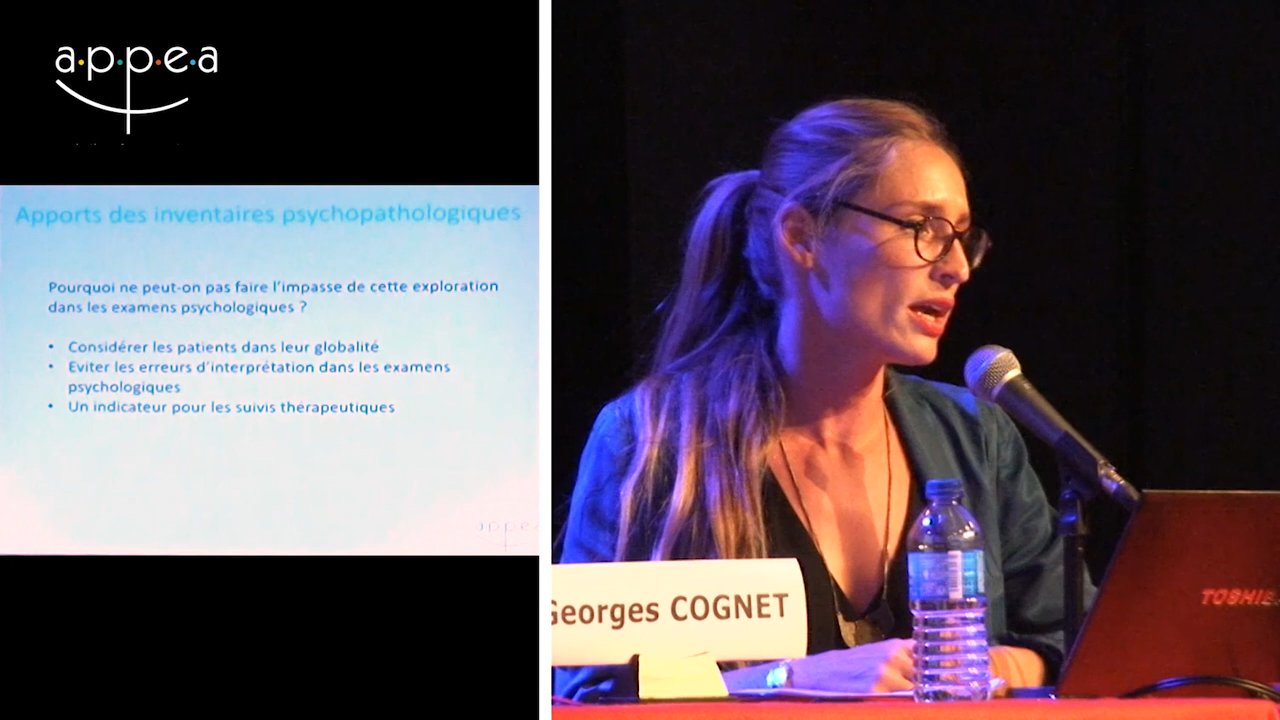 a·p·p·e·a
Apports des inventaires psychopathologiques
Pourquoi ne peut-on pas faire l'impasse de cette exploration
dans les examens psychologiques ?
• Considérer les patients dans leur globalité
• Eviter les erreurs d'interprétation dans les examens
psychologiques
• Un indicateur pour les suivis thérapeutiques
appea
Georges COGNET